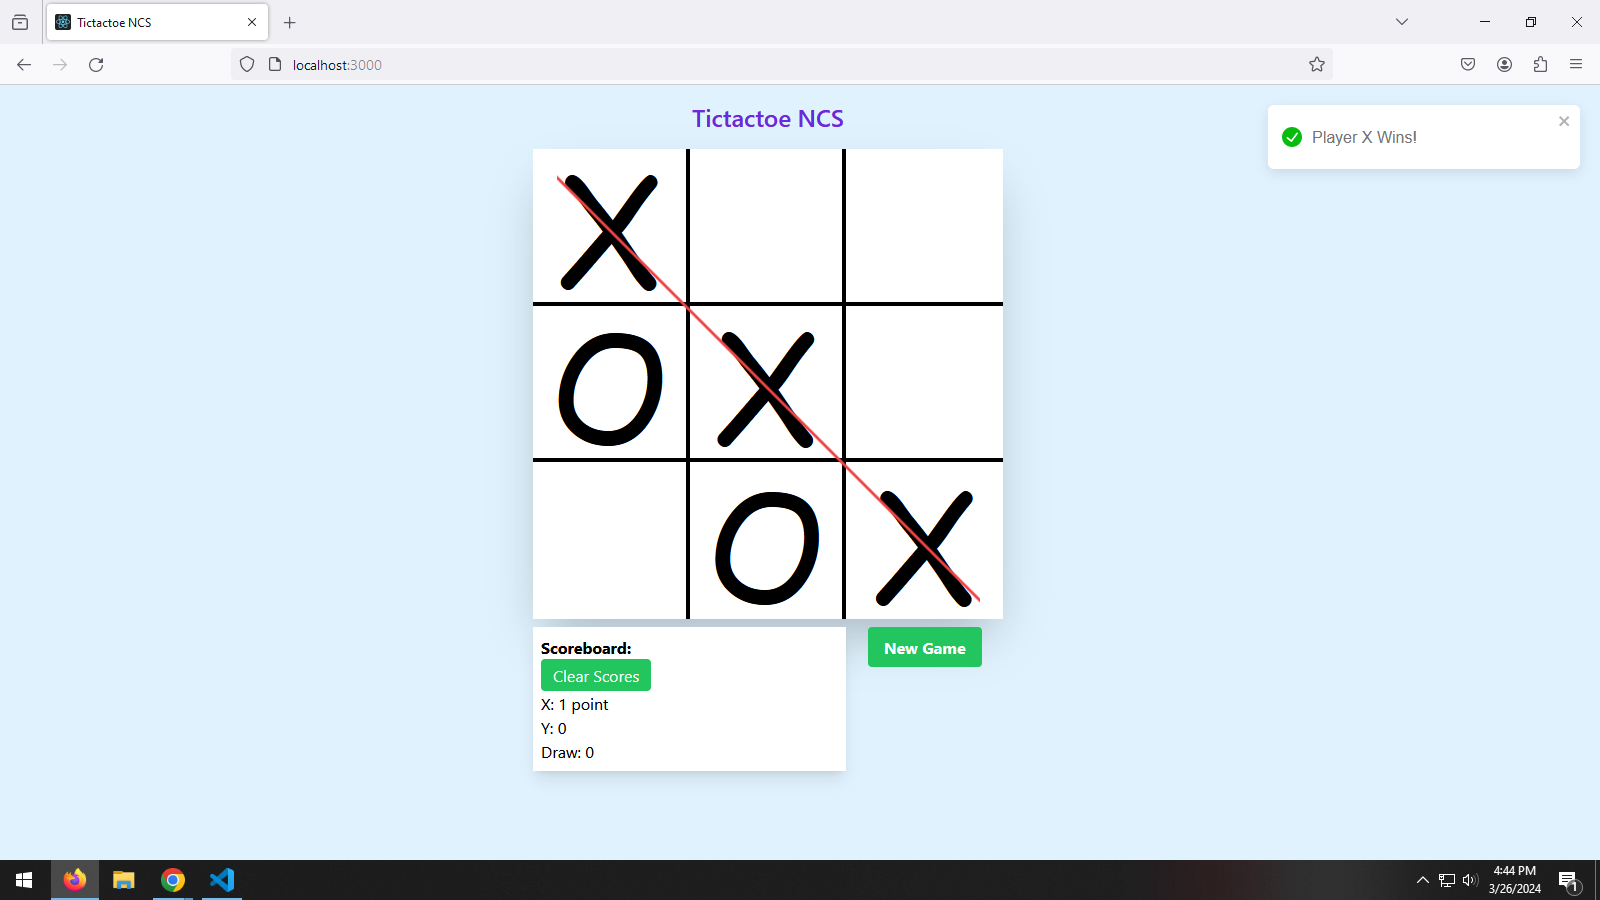 Tictactoe NCS
localhost:3000
Tictactoe NCS
Player X Wins!
X
O X
O X
Scoreboard:
New Game
Clear Scores
X: 1 point
Y: 0
Draw: 0
4:44 PM
3/26/2024
1